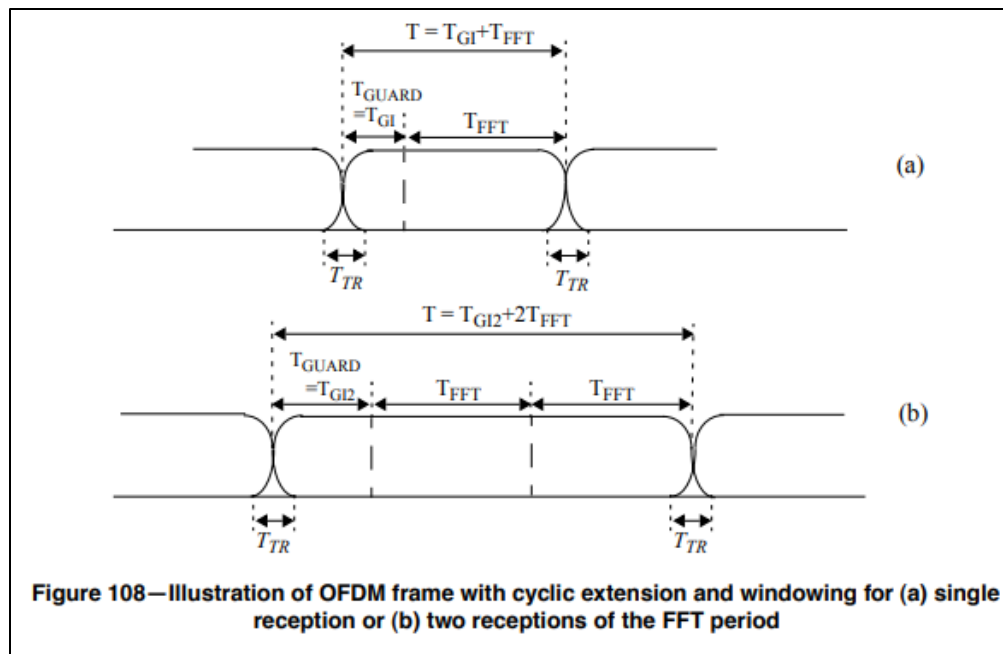 T = TGI+TFFT
TGUARD
=TGI
TFFT
(a)
TTR
TTR
T = TGI2+2TFFT
TGUARD
=TGI2
TFFT
TFFT
(b)
TTR
TTR
Figure 108—Illustration of OFDM frame with cyclic extension and windowing for (a) single
reception or (b) two receptions of the FFT period